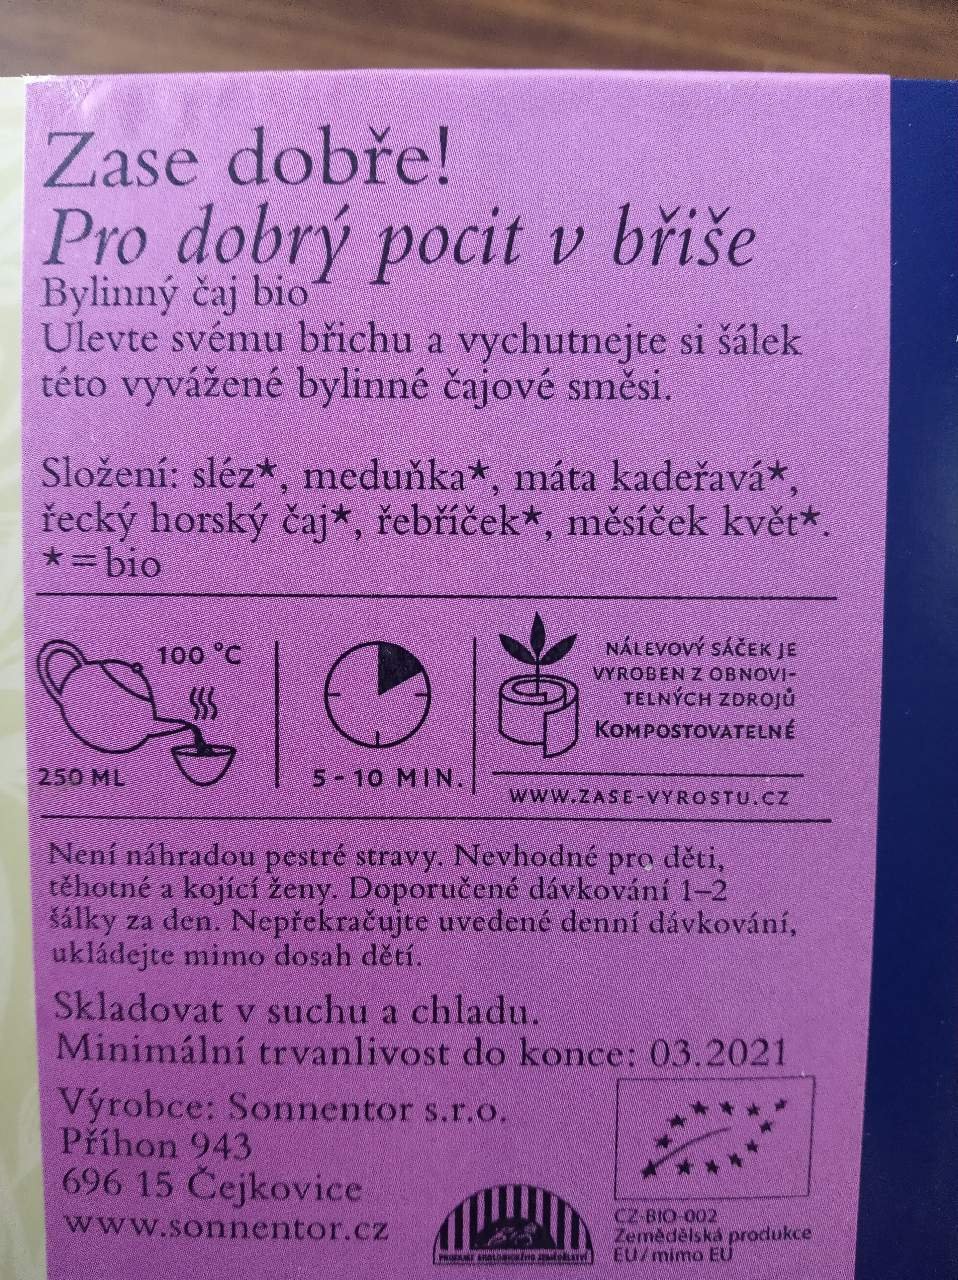 Zase dobře!
Pro dobrý pocit v břiše
Bylinný čaj bio
Ulevte svému břichu a vychutnejte si šálek
této vyvážené bylinné čajové směsi.
Složení: sléz*, meduňka*, máta kadeřavá*,
řecký horský čaj*, řebříček*, měsíček květ*.
*=bio
100 °C
250 ML
5-10 MIN.
NÁLEVOVÝ SÁČEK JE
VYROBEN Z OBNOVI-
TELNÝCH ZDROJŮ
KOMPOSTOVATELNÉ
WWW.ZASE-VYROSTU.CZ
Není náhradou pestré stravy. Nevhodné pro děti,
těhotné a kojící ženy. Doporučené dávkování 1–2
šálky za den. Nepřekračujte uvedené denní dávkování,
ukládejte mimo dosah dětí.
Skladovat v suchu a chladu.
Minimální trvanlivost do konce: 03.2021
Výrobce: Sonnentor s.r.o.
Příhon 943
696 15 Čejkovice
www.sonnentor.cz
PRODUKT EKOLOGICKÉHO ZEMĚDĚLSTVÍ
CZ-BIO-002
Zemědělská produkce
EU/mimo EU